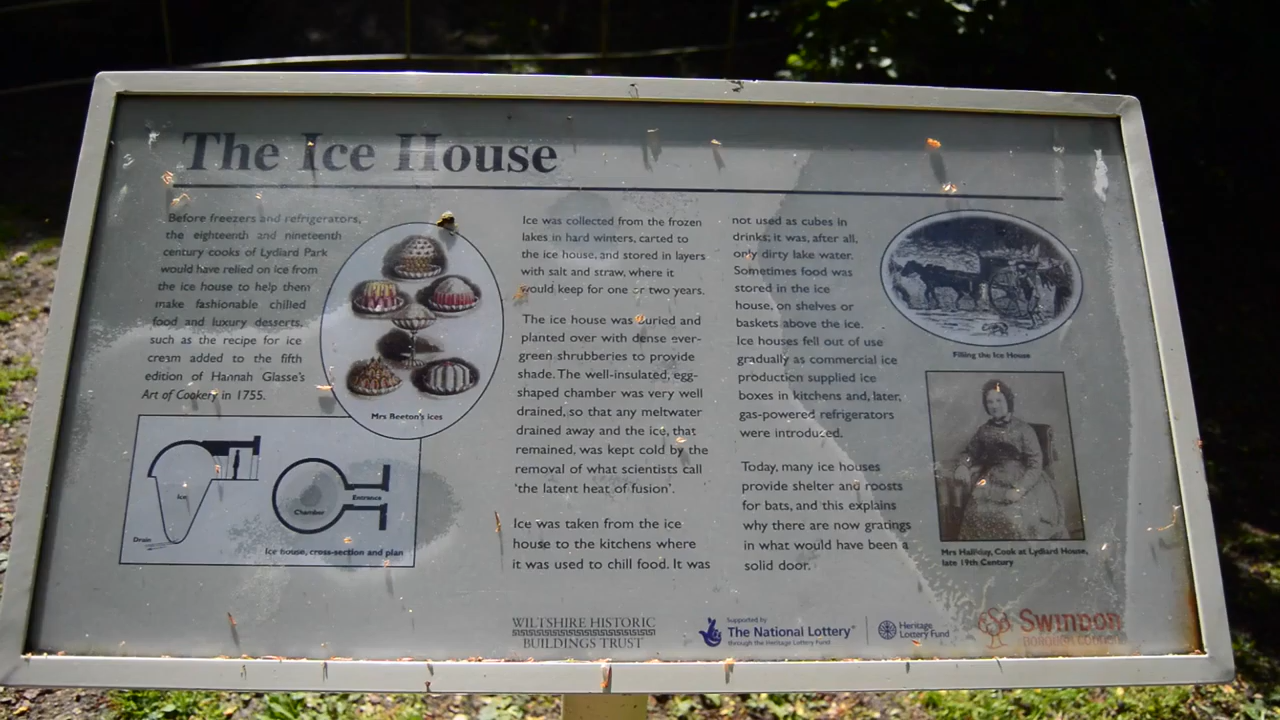 The Ice House
Before freezers and refrigerators,
the eighteenth and nineteenth
century cooks of Lydiard Park
would have relied on ice from
the ice house to help them
make fashionable chilled
food and luxury desserts,
such as the recipe for ice
cream added to the fifth
edition of Hannah Glasse's
Art of Cookery in 1755.
Mrs Beeton's ices
Ice
Drain
Chamber
Entrance
Ice house, cross-section and plan
Ice was collected from the frozen
lakes in hard winters, carted to
the ice house, and stored in layers
with salt and straw, where it
would keep for one or two years.
The ice house was buried and
planted over with dense ever-
green shrubberies to provide
shade. The well-insulated, egg-
shaped chamber was very well
drained, so that any meltwater
drained away and the ice, that
remained, was kept cold by the
removal of what scientists call
'the latent heat of fusion'.
Ice was taken from the ice
house to the kitchens where
it was used to chill food. It was
not used as cubes in
drinks; it was, after all,
only dirty lake water.
Sometimes food was
stored in the ice
house, on shelves or
baskets above the ice.
Ice houses fell out of use
gradually as commercial ice
production supplied ice
boxes in kitchens and, later,
gas-powered refrigerators
were introduced.
Today, many ice houses
provide shelter and roosts
for bats, and this explains
why there are now gratings
in what would have been a
solid door.
Filling the Ice House
Mrs Halliday, Cook at Lydiard House,
late 19th Century
WILTSHIRE HISTORIC
BUILDINGS TRUST
Supported by
The National Lottery®
through the Heritage Lottery Fund
Heritage
Lottery Fund
Swindon
BOROUGH COUNCIL